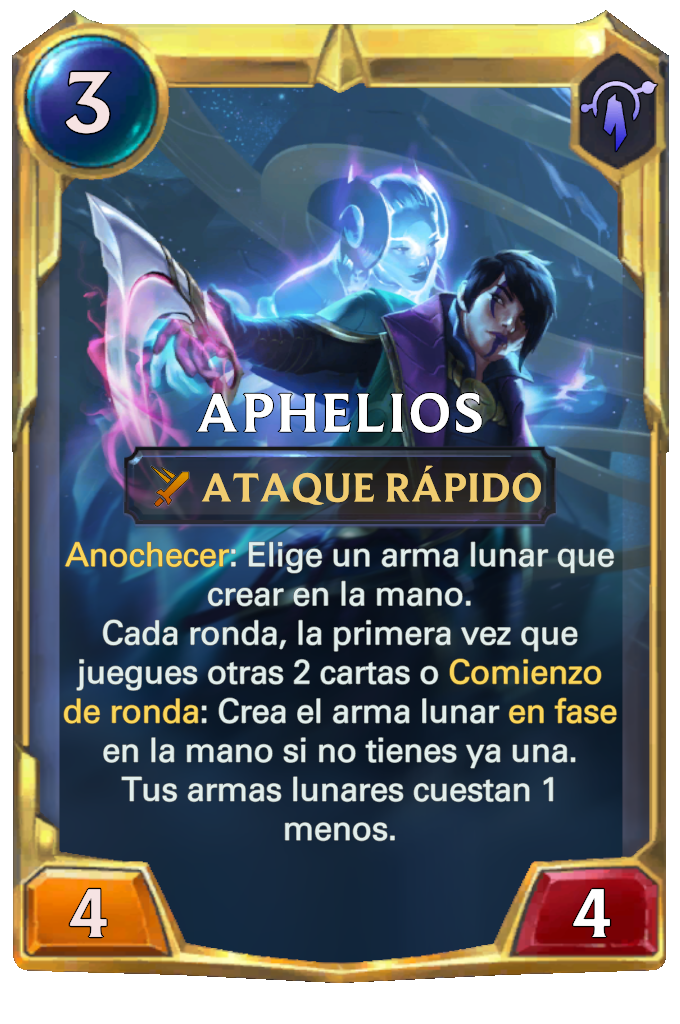 3
APHELIOS
ATAQUE RÁPIDO
Anochecer: Elige un arma lunar que
crear en la mano.
Cada ronda, la primera vez que
juegues otras 2 cartas o Comienzo
de ronda: Crea el arma lunar en fase
en la mano si no tienes ya una.
Tus armas lunares cuestan 1
menos.
4
4